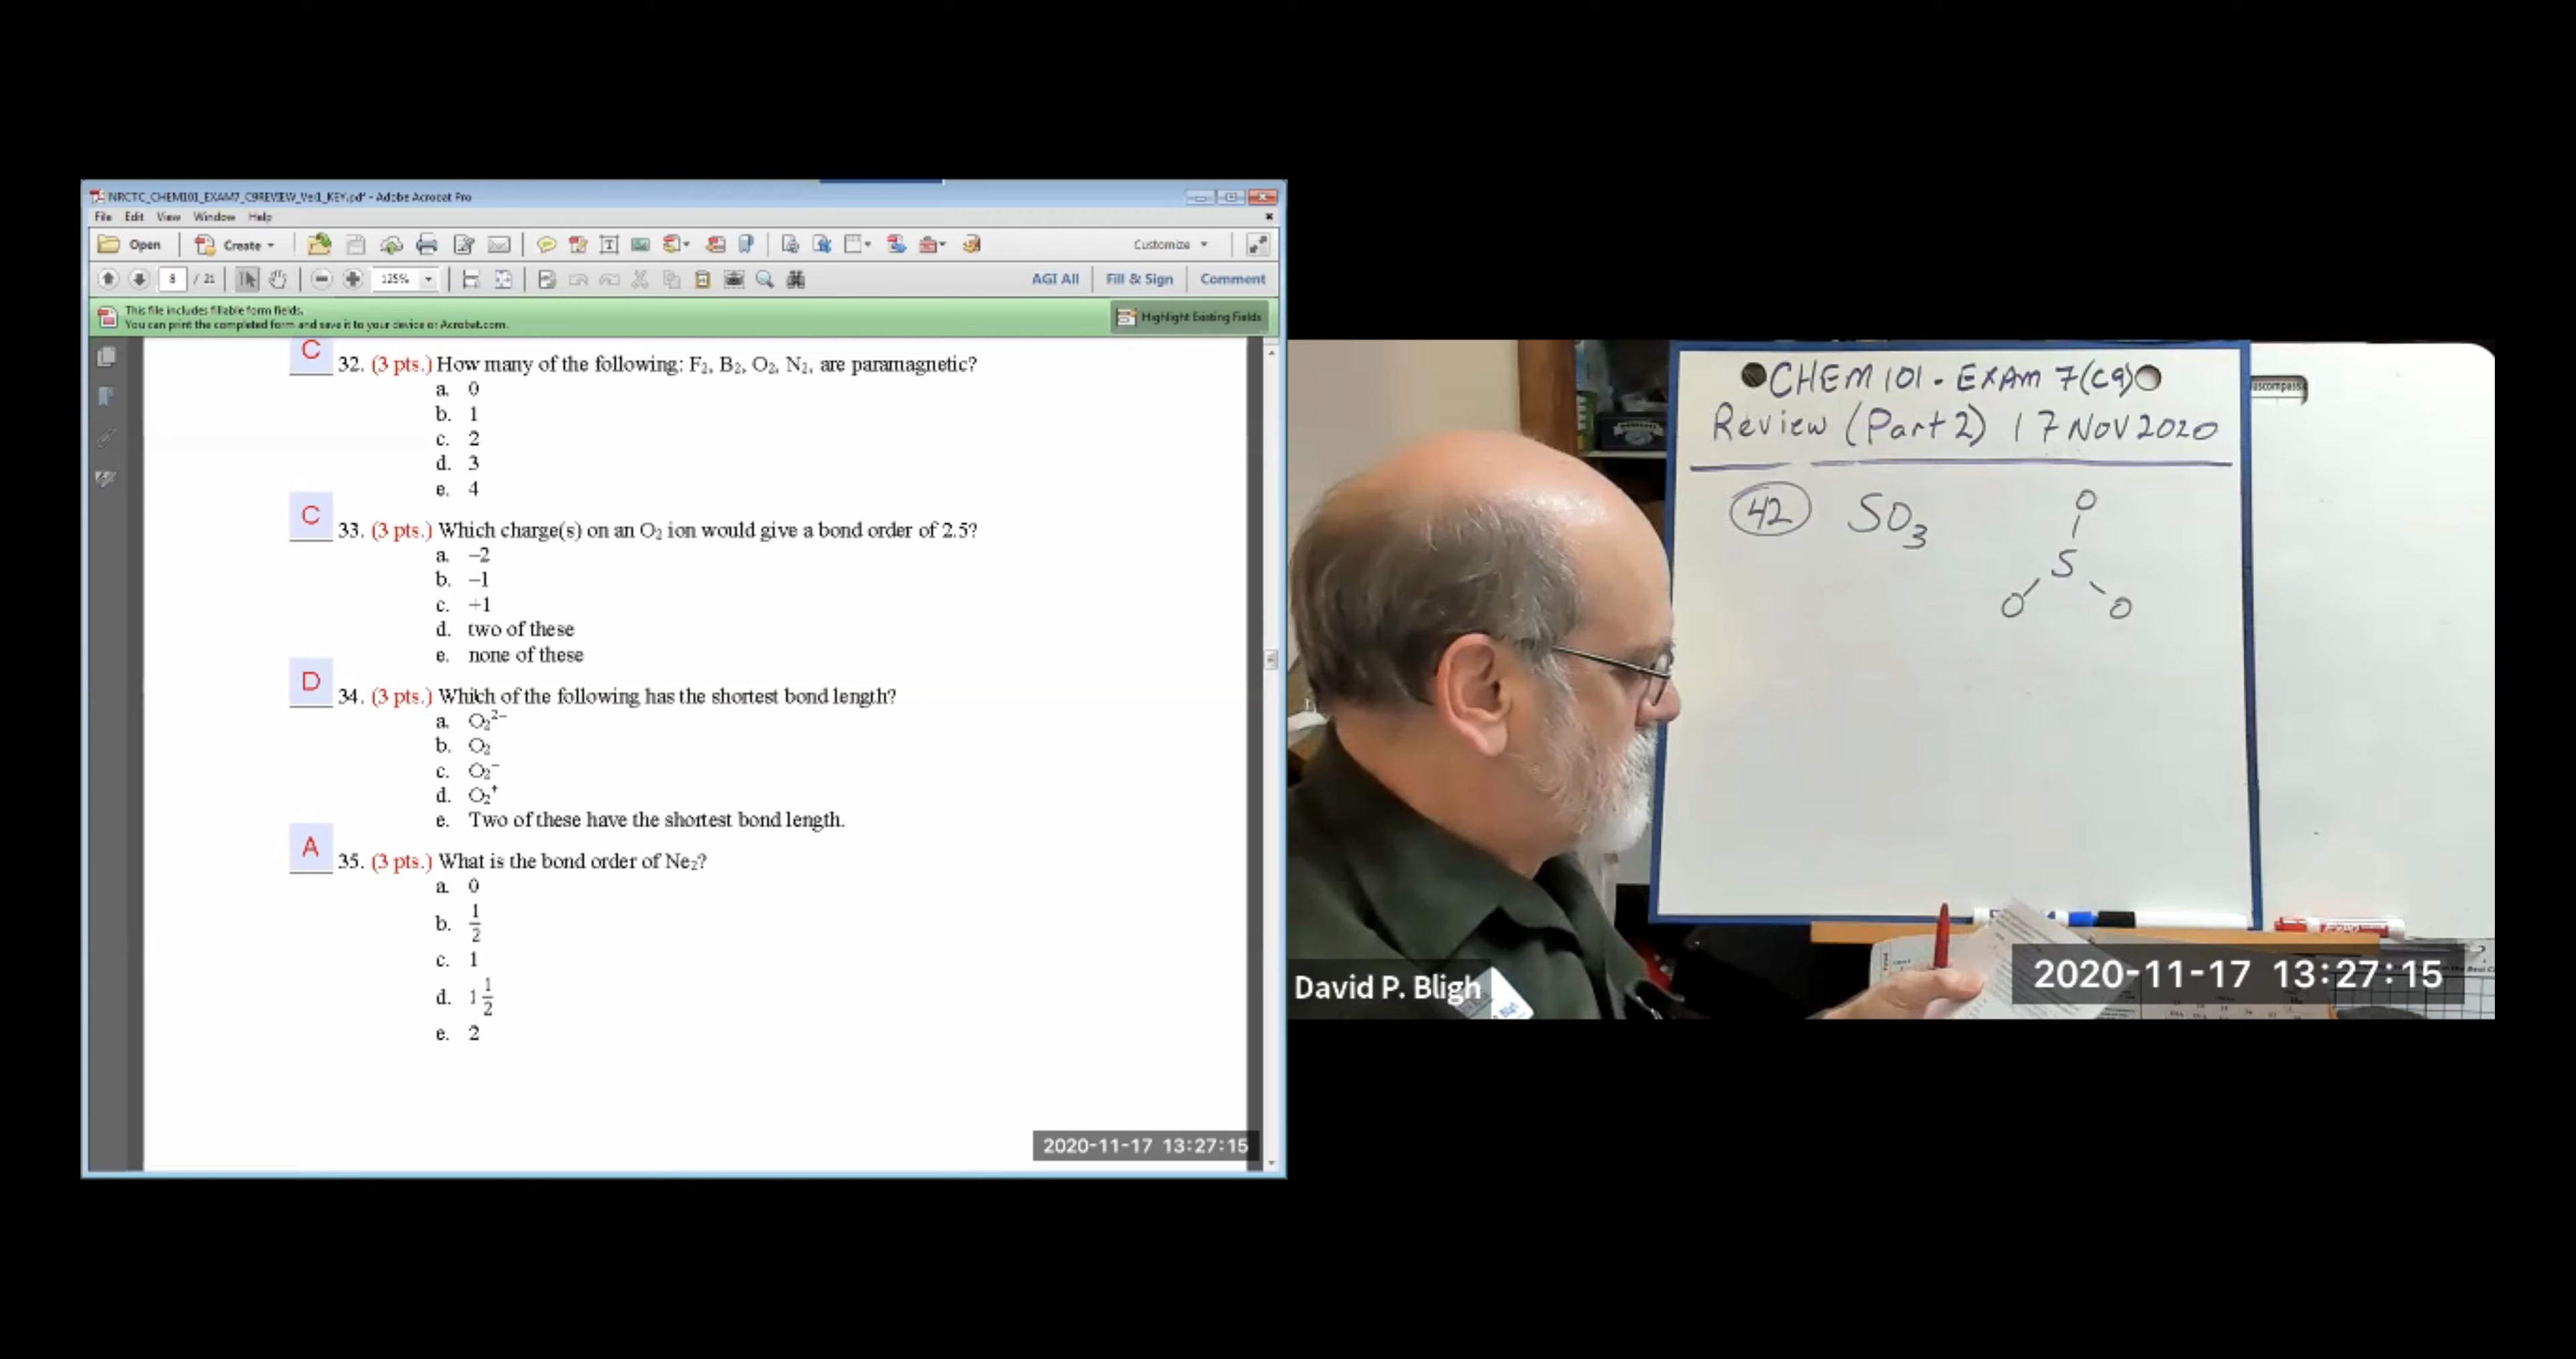 NRCTC_CHEM101_EXAM7_C9REVIEW_Ver1_KEY.pdf* - Adobe Acrobat Pro
File Edit View Window Help
Open Create Customize
8 / 21 125% AGI All Fill & Sign Comment
This file includes fillable form fields.
You can print the completed form and save it to your device or Acrobat.com.
Highlight Existing Fields
C 32. (3 pts.) How many of the following: F₂, B₂, O₂, N₂, are paramagnetic?
a. 0
b. 1
c. 2
d. 3
e. 4
C 33. (3 pts.) Which charge(s) on an O₂ ion would give a bond order of 2.5?
a. –2
b. –1
c. +1
d. two of these
e. none of these
D 34. (3 pts.) Which of the following has the shortest bond length?
a. O₂²⁻
b. O₂
c. O₂⁻
d. O₂⁺
e. Two of these have the shortest bond length.
A 35. (3 pts.) What is the bond order of Ne₂?
a. 0
b. 1/2
c. 1
d. 1 1/2
e. 2
2020-11-17 13:27:15
CHEM 101 - EXAM 7(C9)
Review (Part 2) 17 NOV 2020
42 SO₃
O
S
O O
EXPO
David P. Bligh
2020-11-17 13:27:15